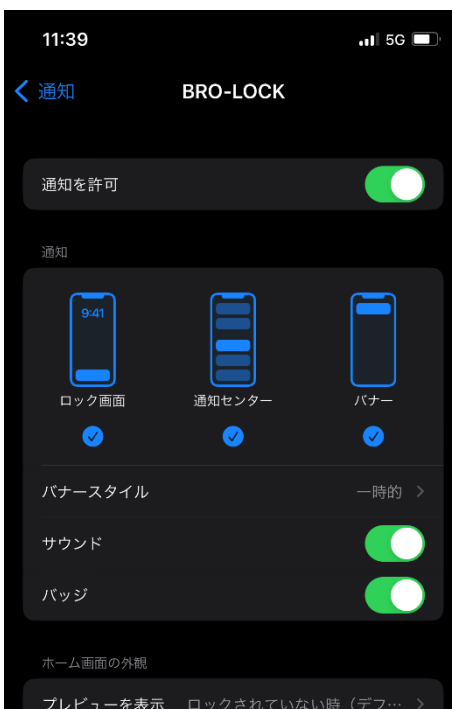 11:39 5G
通知 BRO-LOCK
通知を許可
通知
9:41
ロック画面 通知センター バナー
バナースタイル 一時的
サウンド
バッジ
ホーム画面の外観
プレビューを表示 ロックされていない時（デフ…